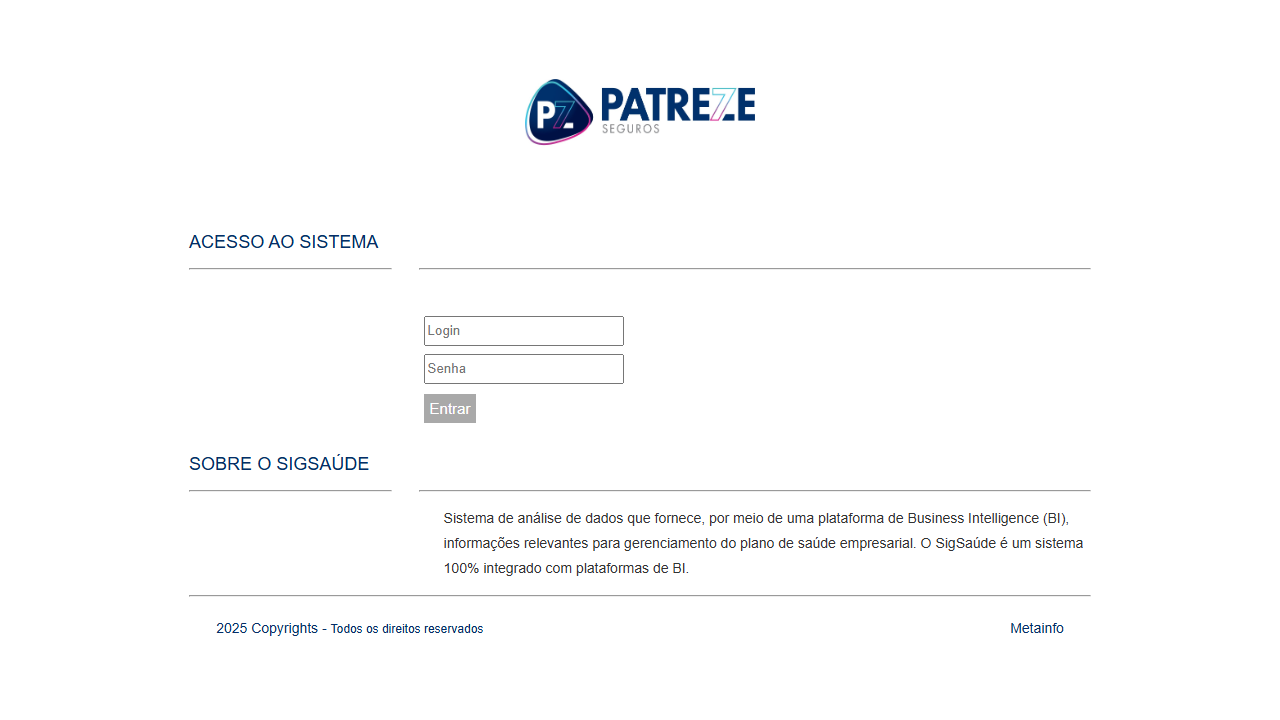 PZ PATREZE
SEGUROS
ACESSO AO SISTEMA
Login
Senha
Entrar
SOBRE O SIGSAÚDE
Sistema de análise de dados que fornece, por meio de uma plataforma de Business Intelligence (BI),
informações relevantes para gerenciamento do plano de saúde empresarial. O SigSaúde é um sistema
100% integrado com plataformas de BI.
2025 Copyrights - Todos os direitos reservados
Metainfo